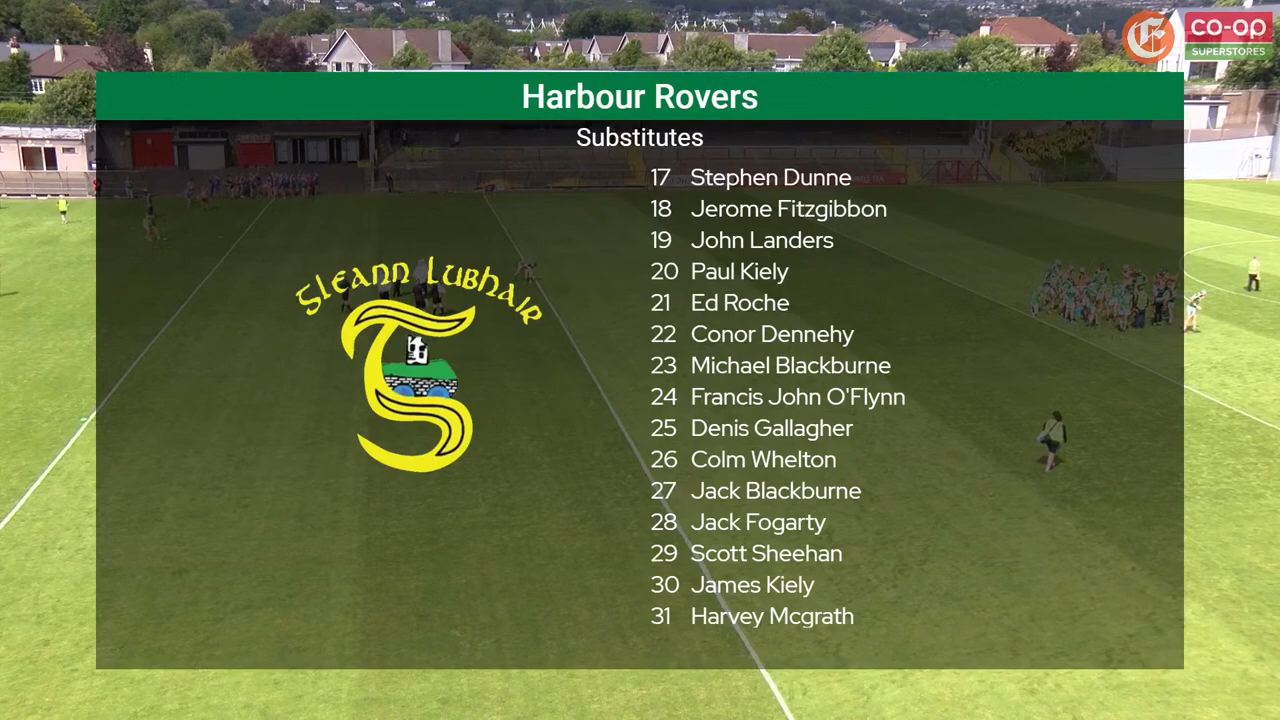 CO-OP
SUPERSTORES
Harbour Rovers
Substitutes
Gleann Lubhair
17 Stephen Dunne
18 Jerome Fitzgibbon
19 John Landers
20 Paul Kiely
21 Ed Roche
22 Conor Dennehy
23 Michael Blackburne
24 Francis John O'Flynn
25 Denis Gallagher
26 Colm Whelton
27 Jack Blackburne
28 Jack Fogarty
29 Scott Sheehan
30 James Kiely
31 Harvey Mcgrath